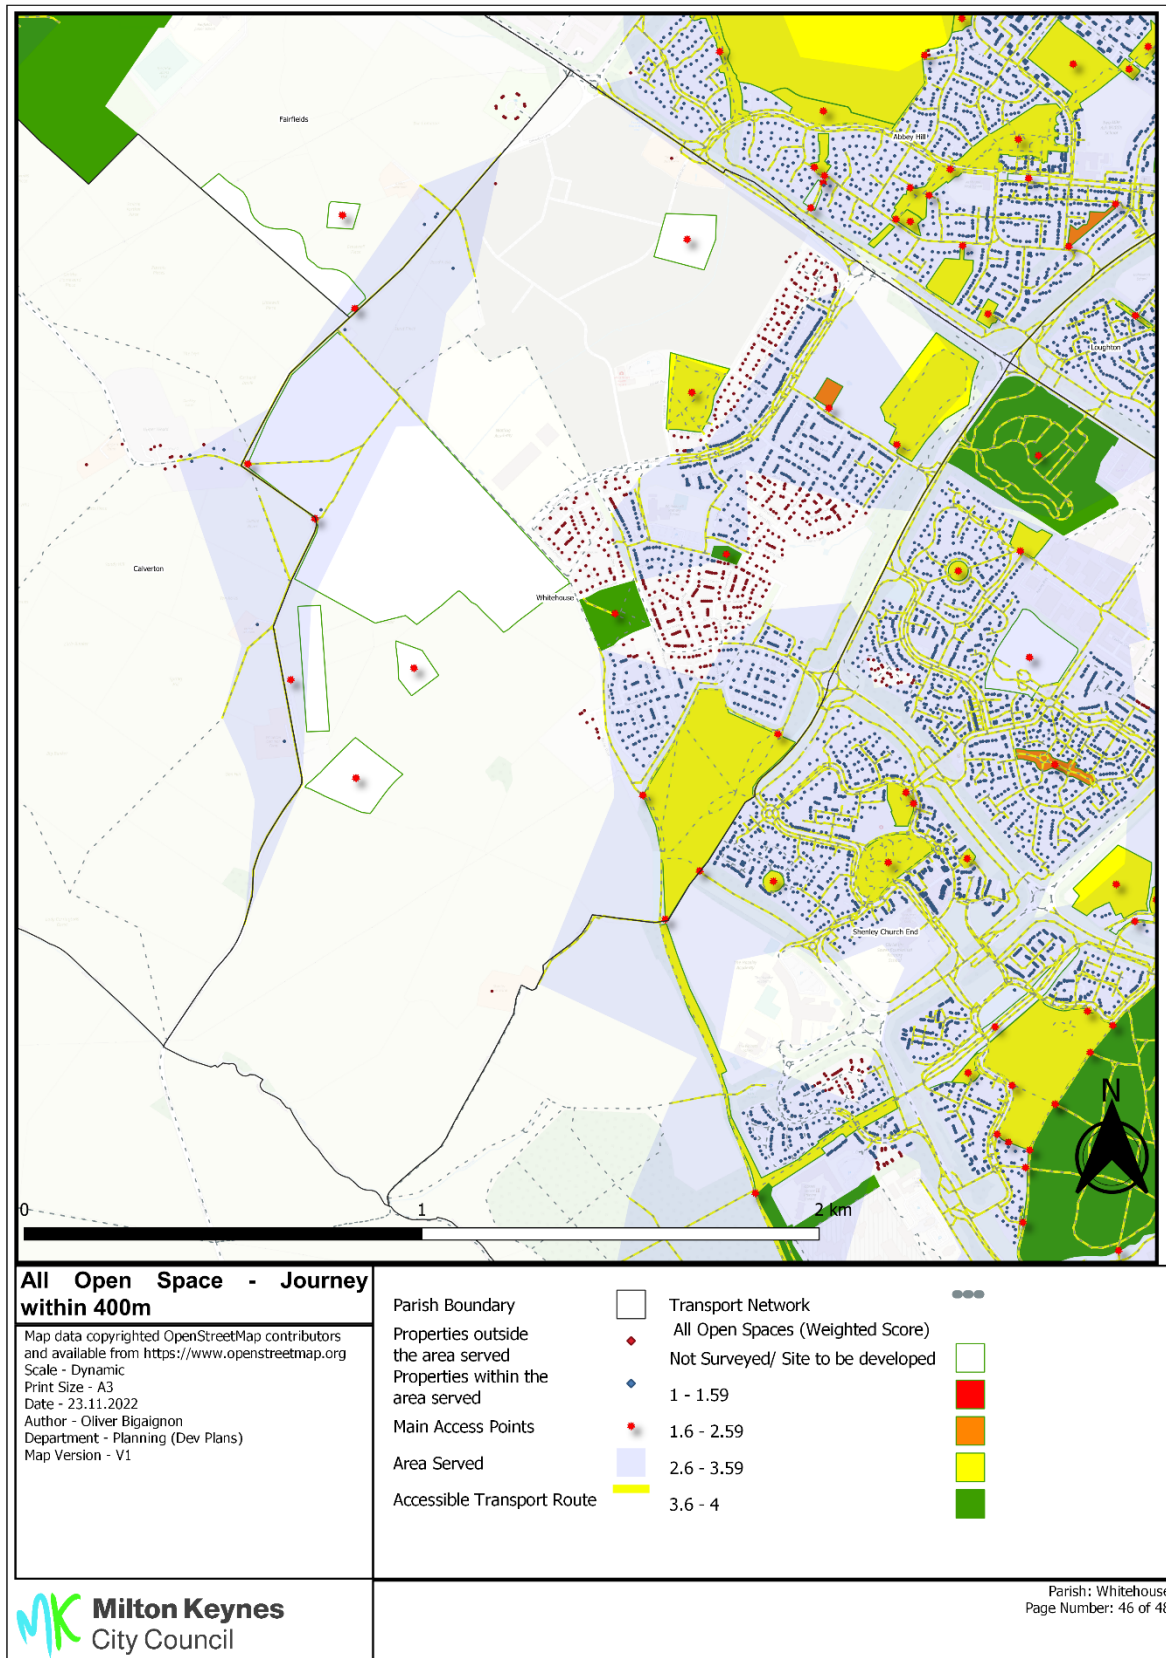 Fairfields
Abbey Hill
Loughton
Calverton
Whitehouse
Shenley Church End
N
0 1 2 km
All Open Space - Journey
within 400m
Map data copyrighted OpenStreetMap contributors
and available from https://www.openstreetmap.org
Scale - Dynamic
Print Size - A3
Date - 23.11.2022
Author - Oliver Bigaignon
Department - Planning (Dev Plans)
Map Version - V1
Parish Boundary
Properties outside
the area served
Properties within the
area served
Main Access Points
Area Served
Accessible Transport Route
Transport Network
All Open Spaces (Weighted Score)
Not Surveyed/ Site to be developed
1 - 1.59
1.6 - 2.59
2.6 - 3.59
3.6 - 4
MK Milton Keynes
City Council
Parish: Whitehouse
Page Number: 46 of 48